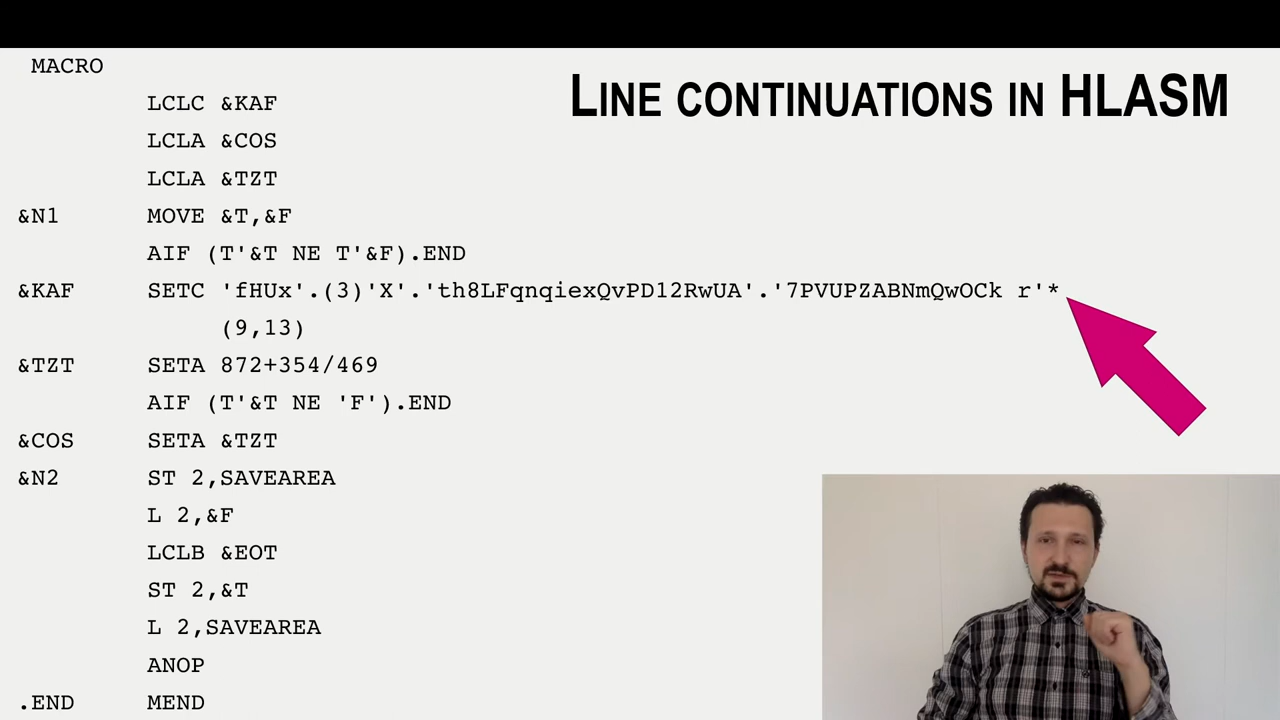 MACRO
LINE CONTINUATIONS IN HLASM
LCLC &KAF
LCLA &COS
LCLA &TZT
&N1 MOVE &T,&F
AIF (T'&T NE T'&F).END
&KAF SETC 'fHUx'.(3)'X'.'th8LFqnqiexQvPD12RwUA'.'7PVUPZABNmQwOCk r'*
(9,13)
&TZT SETA 872+354/469
AIF (T'&T NE 'F').END
&COS SETA &TZT
&N2 ST 2,SAVEAREA
L 2,&F
LCLB &EOT
ST 2,&T
L 2,SAVEAREA
ANOP
.END MEND